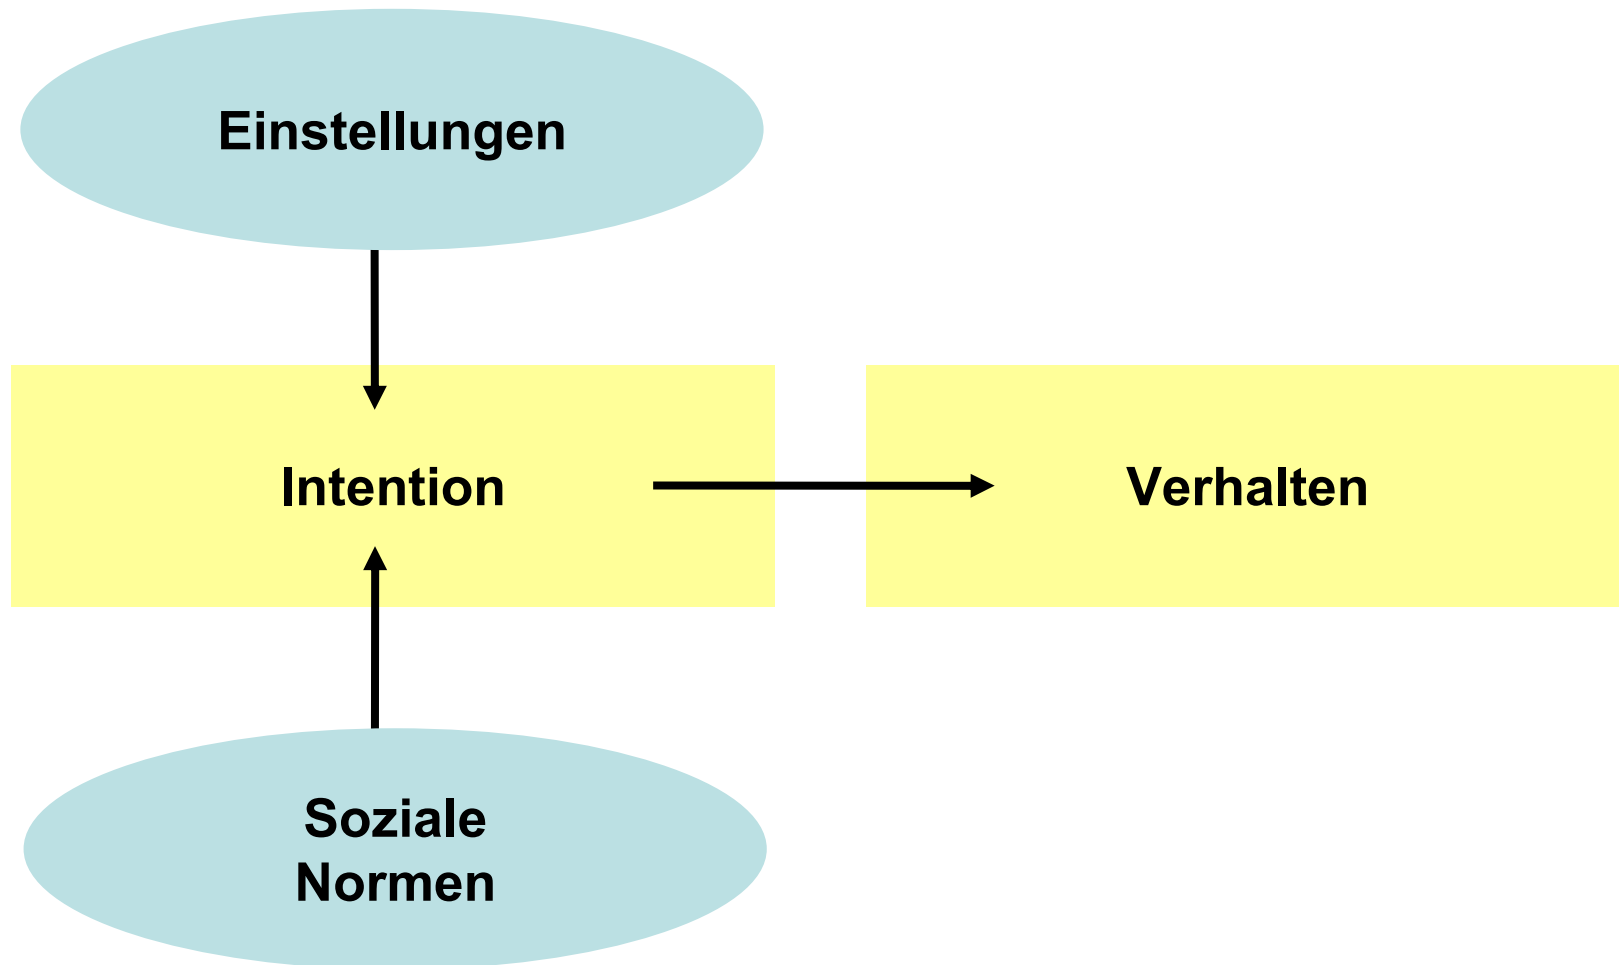 Einstellungen
Intention
Verhalten
Soziale
Normen